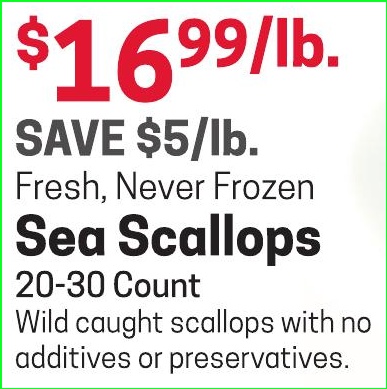 $16.99/lb.
SAVE $5/lb.
Fresh, Never Frozen
Sea Scallops
20-30 Count
Wild caught scallops with no
additives or preservatives.